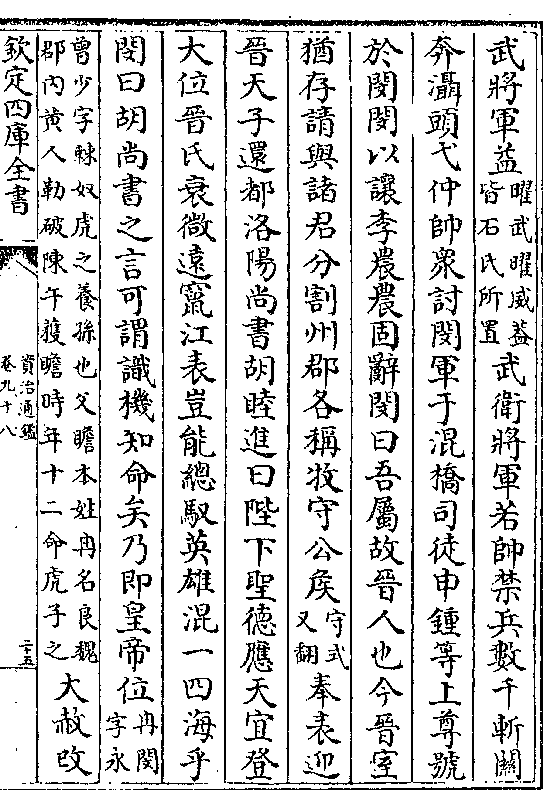 武將軍益曜武曜威益皆石氏所置武衛將軍若帥禁兵數千斬關
奔灄頭弋仲帥衆討閔軍于混橋司徒申鍾等上尊號
於閔閔以讓李農農固辭閔曰吾屬故晉人也今晉室
猶存請與諸君分割州郡各稱牧守公矦守式又翻奉表迎
晉天子還都洛陽尚書胡睦進曰陛下聖德應天宜登
大位晉氏衰微遠竄江表豈能總馭英雄混一四海乎
閔曰胡尚書之言可謂識機知命矣乃即皇帝位冉閔字永
曾少字棘奴虎之養孫也父瞻本姓冉名良魏郡内黄人勒破陳午獲瞻時年十二命虎子之大赦改
欽定四庫全書
資治通鑑
卷九十八
二十五